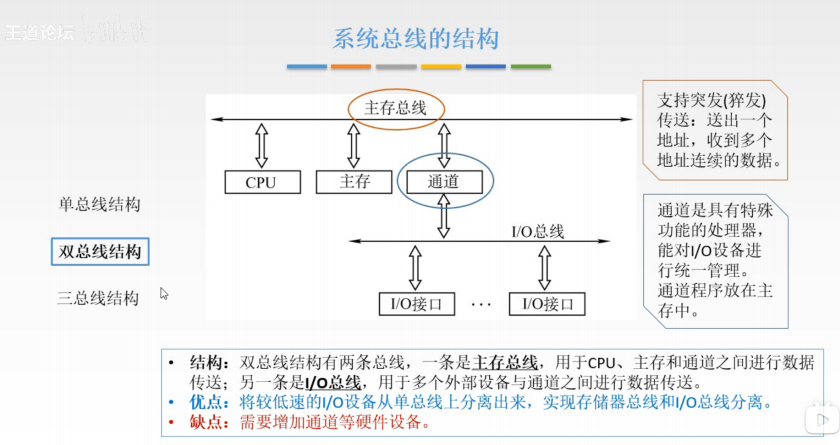 王道论坛
系统总线的结构
主存总线
CPU
主存
通道
I/O总线
I/O接口
···
I/O接口
单总线结构
双总线结构
三总线结构
支持突发(猝发)
传送：送出一个
地址，收到多个
地址连续的数据。
通道是具有特殊
功能的处理器，
能对I/O设备进
行统一管理。
通道程序放在主
存中。
• 结构：双总线结构有两条总线，一条是主存总线，用于CPU、主存和通道之间进行数据
传送；另一条是I/O总线，用于多个外部设备与通道之间进行数据传送。
• 优点：将较低速的I/O设备从单总线上分离出来，实现存储器总线和I/O总线分离。
• 缺点：需要增加通道等硬件设备。